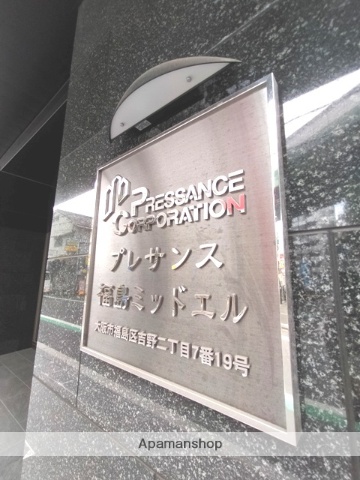 PRESSANCE
CORPORATION
プレサンス
福島ミッドエル
大阪市福島区吉野二丁目7番19号
Apamanshop